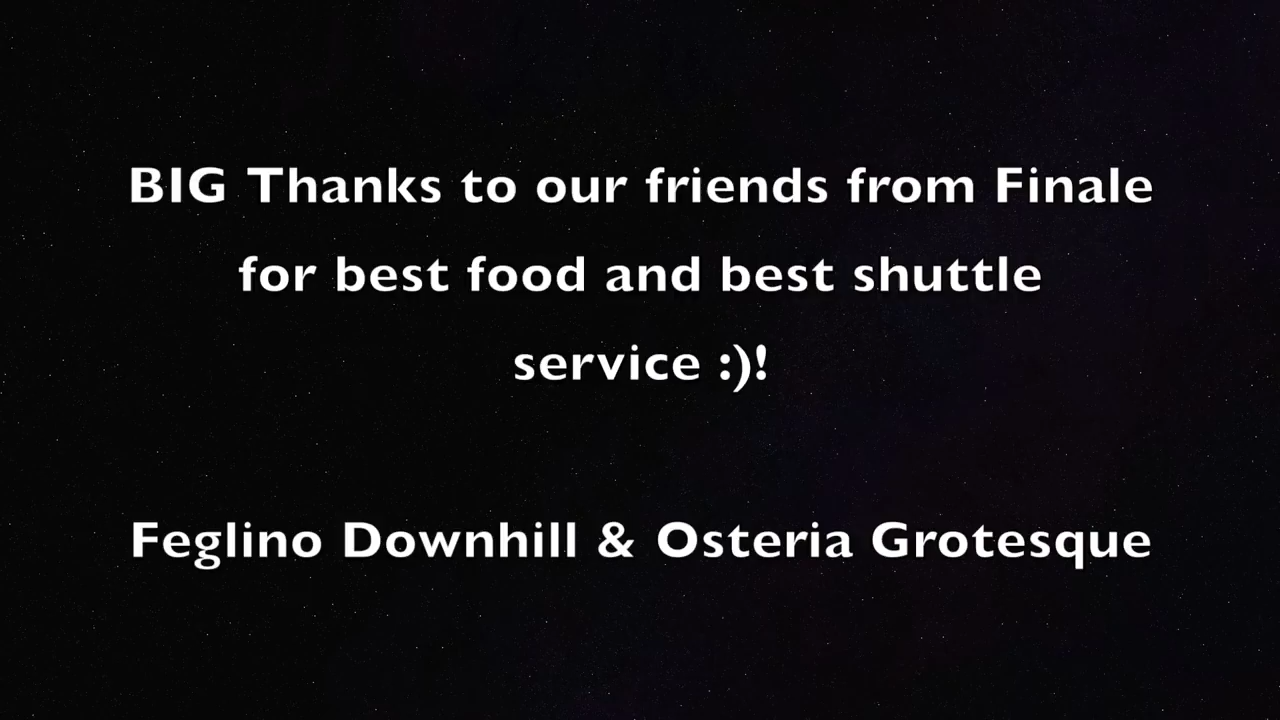 BIG Thanks to our friends from Finale
for best food and best shuttle
service :)!
Feglino Downhill & Osteria Grotesque